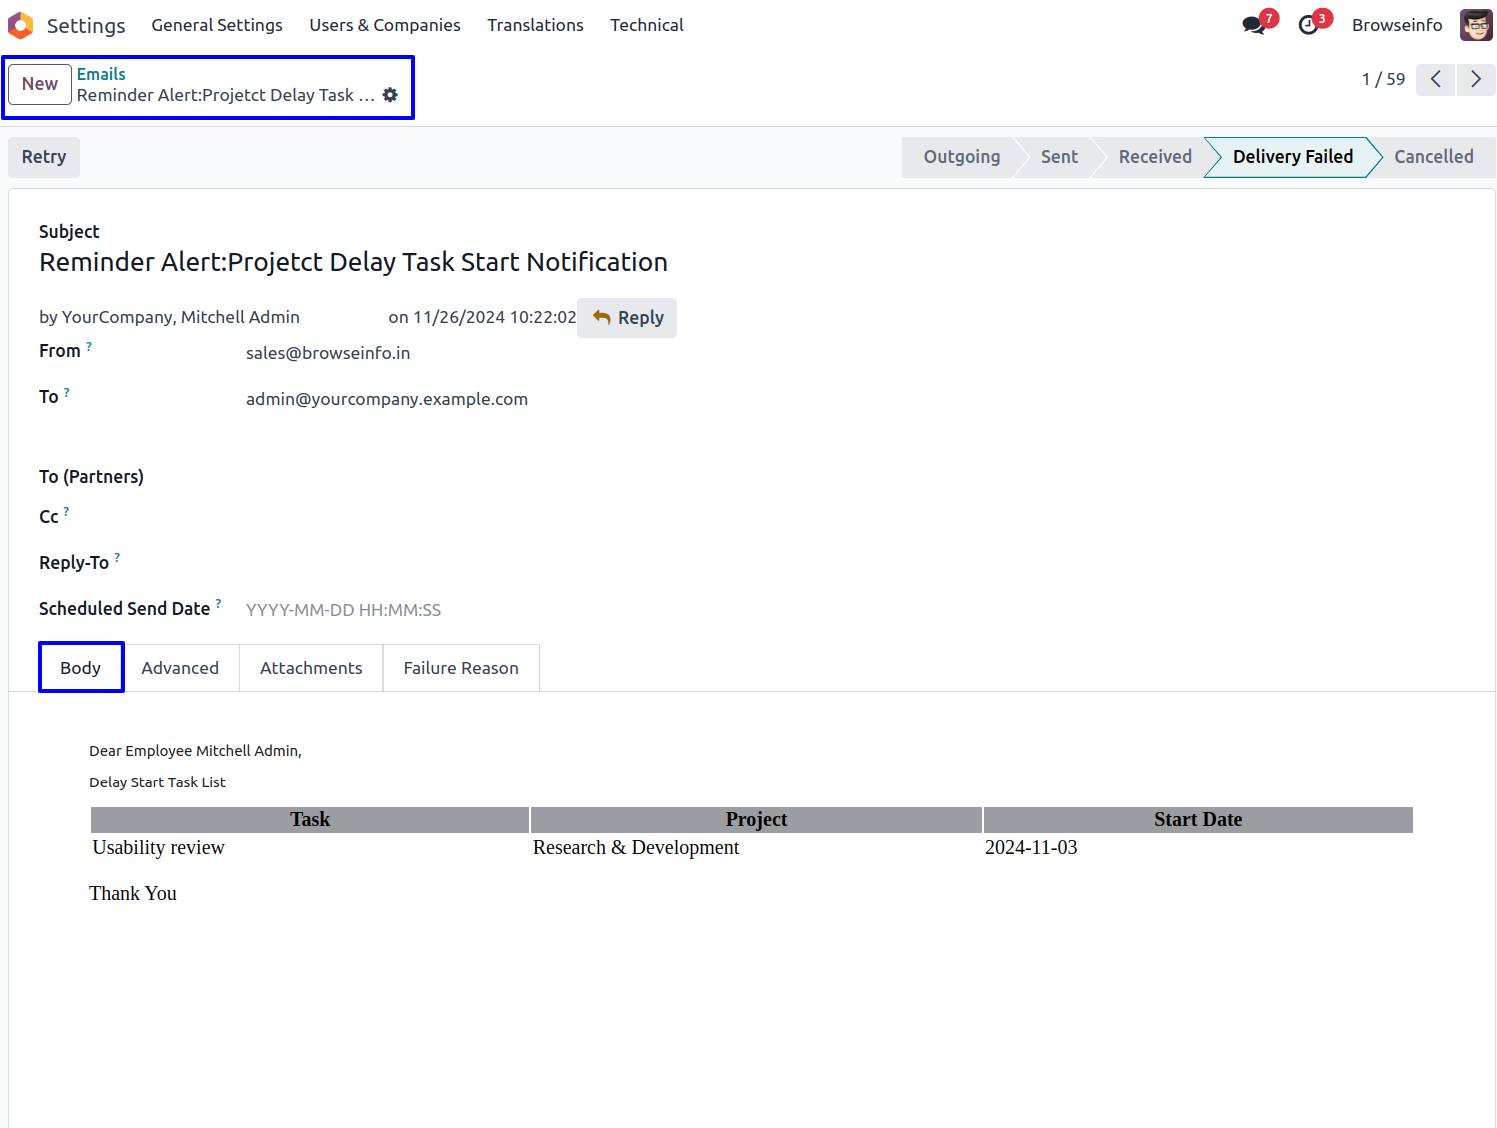 Settings General Settings Users & Companies Translations Technical 7 3 Browseinfo
New Emails
Reminder Alert:Projetct Delay Task ... 1 / 59
Retry Outgoing Sent Received Delivery Failed Cancelled
Subject
Reminder Alert:Projetct Delay Task Start Notification
by YourCompany, Mitchell Admin on 11/26/2024 10:22:02 Reply
From ? sales@browseinfo.in
To ? admin@yourcompany.example.com
To (Partners)
Cc ?
Reply-To ?
Scheduled Send Date ? YYYY-MM-DD HH:MM:SS
Body Advanced Attachments Failure Reason
Dear Employee Mitchell Admin,
Delay Start Task List
Task Project Start Date
Usability review Research & Development 2024-11-03
Thank You